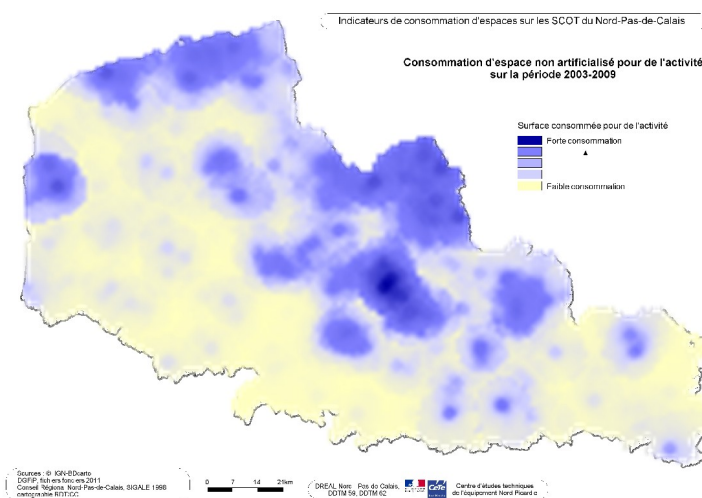 Indicateurs de consommation d'espaces sur les SCOT du Nord-Pas-de-Calais
Consommation d'espace non artificialisé pour de l'activité
sur la période 2003-2009
Surface consommée pour de l'activité
Forte consommation
Faible consommation
Sources : © IGN-BDcarto
DGFiP, fichiers fonciers 2011
Conseil Régional Nord-Pas-de-Calais, SIGALE 1998
cartographie RDT/CC
0 7 14 21km
DREAL Nord Pas de Calais,
DDTM 59, DDTM 62
Cete
Centre d'études techniques
de l'équipement Nord Picardie